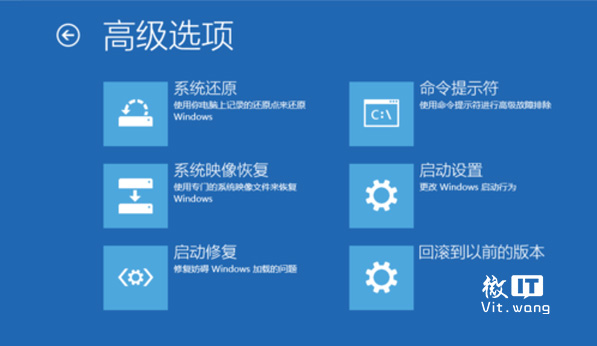 高级选项
系统还原
使用你电脑上记录的还原点来还原
Windows
命令提示符
使用命令提示符进行高级故障排除
C:\
系统映像恢复
使用专门的系统映像文件来恢复
Windows
启动设置
更改 Windows 启动行为
启动修复
修复妨碍 Windows 加载的问题
回滚到以前的版本
微IT
Vit.wang